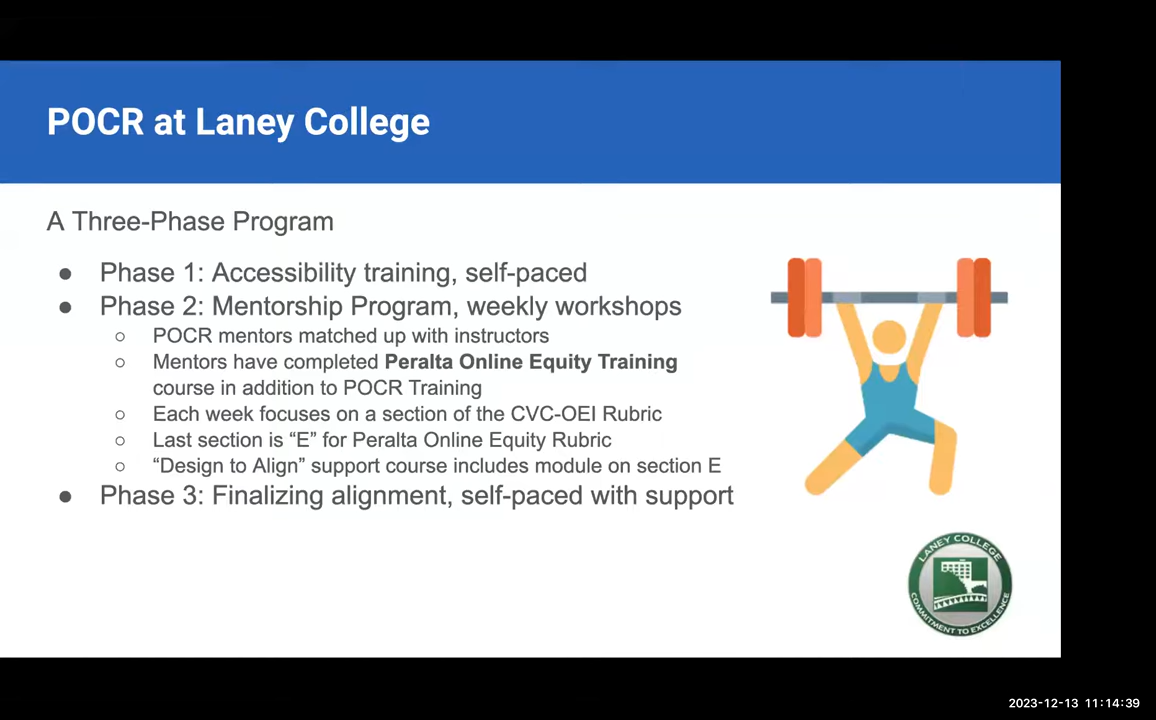 POCR at Laney College
A Three-Phase Program
● Phase 1: Accessibility training, self-paced
● Phase 2: Mentorship Program, weekly workshops
○ POCR mentors matched up with instructors
○ Mentors have completed Peralta Online Equity Training
course in addition to POCR Training
○ Each week focuses on a section of the CVC-OEI Rubric
○ Last section is “E” for Peralta Online Equity Rubric
○ “Design to Align” support course includes module on section E
● Phase 3: Finalizing alignment, self-paced with support
LANEY COLLEGE
COMMITMENT TO EXCELLENCE
2023-12-13 11:14:39